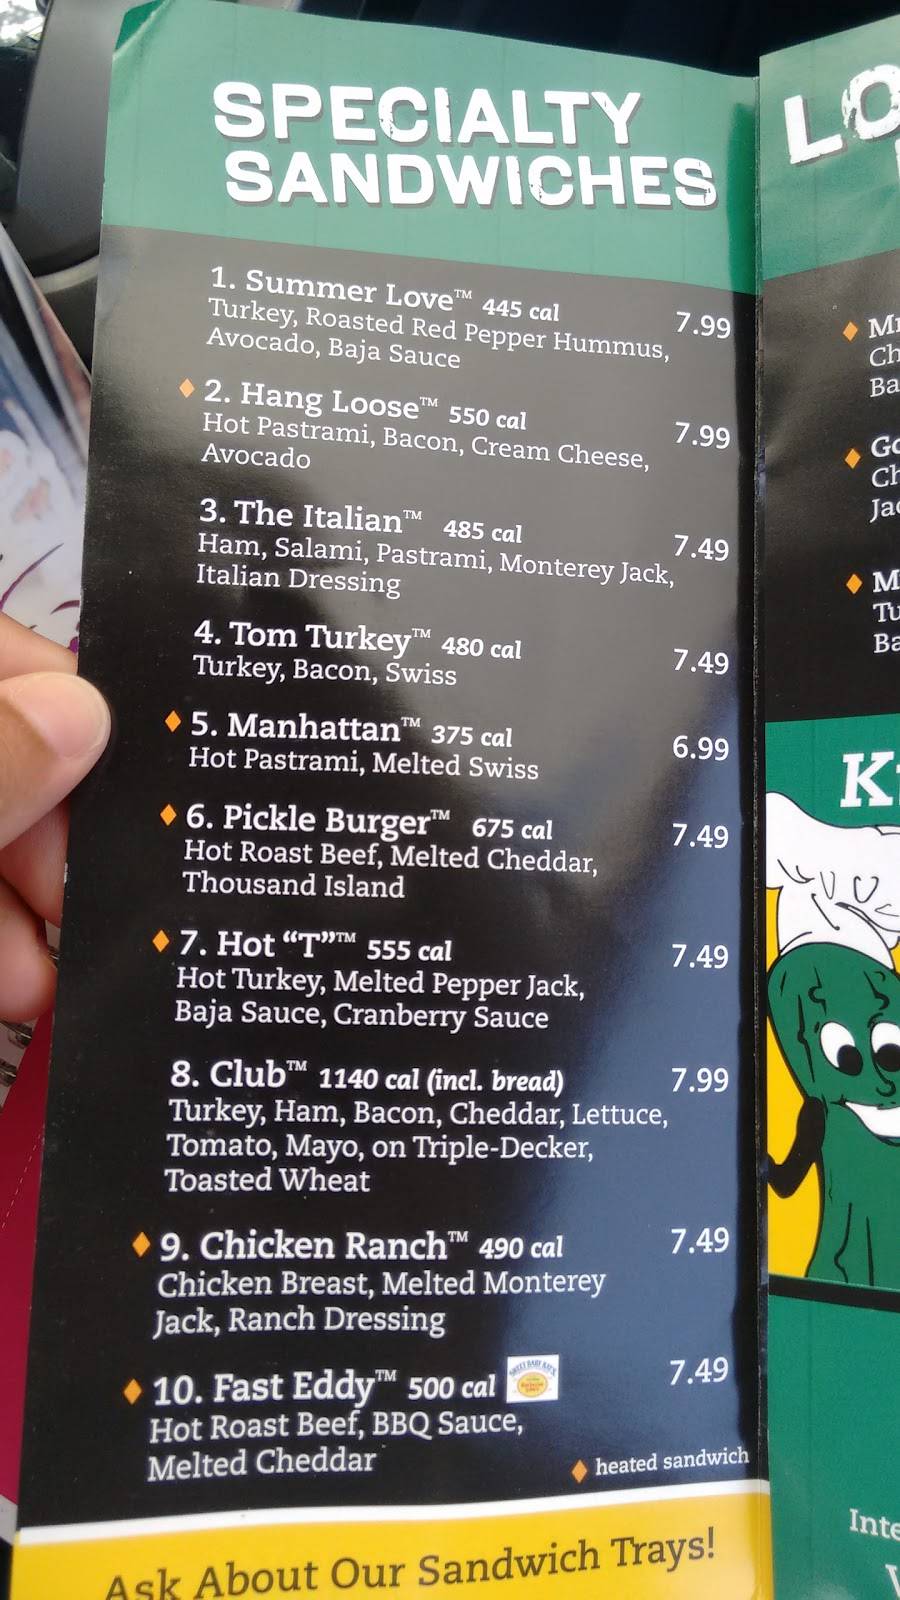 SPECIALTY
SANDWICHES
1. Summer Love™ 445 cal 7.99
Turkey, Roasted Red Pepper Hummus,
Avocado, Baja Sauce
2. Hang Loose™ 550 cal 7.99
Hot Pastrami, Bacon, Cream Cheese,
Avocado
3. The Italian™ 485 cal 7.49
Ham, Salami, Pastrami, Monterey Jack,
Italian Dressing
4. Tom Turkey™ 480 cal 7.49
Turkey, Bacon, Swiss
5. Manhattan™ 375 cal 6.99
Hot Pastrami, Melted Swiss
6. Pickle Burger™ 675 cal 7.49
Hot Roast Beef, Melted Cheddar,
Thousand Island
7. Hot “T”™ 555 cal 7.49
Hot Turkey, Melted Pepper Jack,
Baja Sauce, Cranberry Sauce
8. Club™ 1140 cal (incl. bread) 7.99
Turkey, Ham, Bacon, Cheddar, Lettuce,
Tomato, Mayo, on Triple-Decker,
Toasted Wheat
9. Chicken Ranch™ 490 cal 7.49
Chicken Breast, Melted Monterey
Jack, Ranch Dressing
10. Fast Eddy™ 500 cal 7.49
SWEET BABY RAY'S
Hot Roast Beef, BBQ Sauce,
Melted Cheddar
heated sandwich
Ask About Our Sandwich Trays!